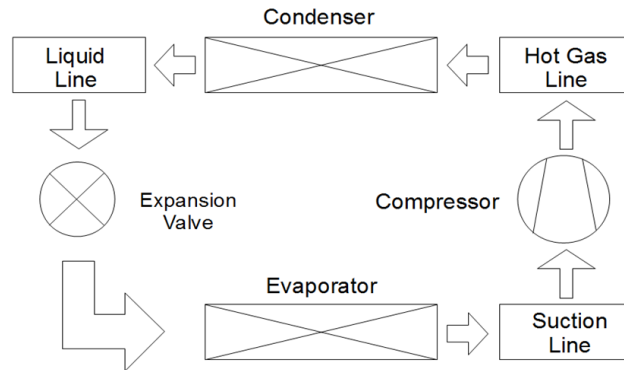 Condenser
Liquid
Line
Hot Gas
Line
Expansion
Valve
Compressor
Evaporator
Suction
Line